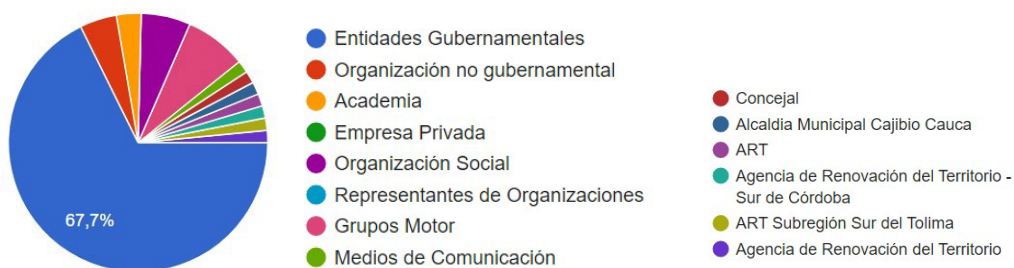 67,7%
Entidades Gubernamentales
Organización no gubernamental
Academia
Empresa Privada
Organización Social
Representantes de Organizaciones
Grupos Motor
Medios de Comunicación
Concejal
Alcaldia Municipal Cajibio Cauca
ART
Agencia de Renovación del Territorio -
Sur de Córdoba
ART Subregión Sur del Tolima
Agencia de Renovación del Territorio